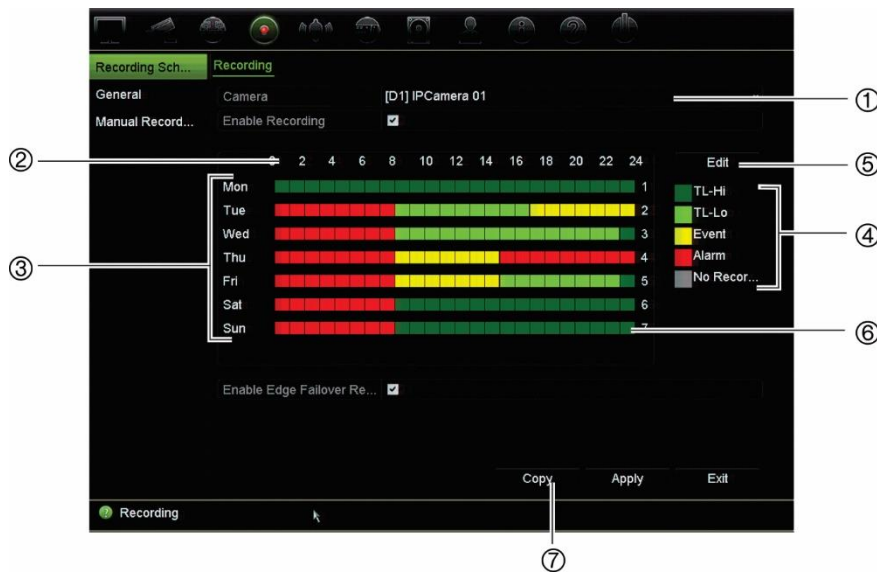 Recording Sch... Recording
General Camera [D1] IPCamera 01 ①
Manual Record... Enable Recording
② 2 4 6 8 10 12 14 16 18 20 22 24 Edit ⑤
Mon 1 TL-Hi
Tue 2 TL-Lo
Wed 3 Event ④
③ Thu 4 Alarm
Fri 5 No Recor...
Sat 6
Sun 7 ⑥
Enable Edge Failover Re...
Copy Apply Exit
Recording
⑦